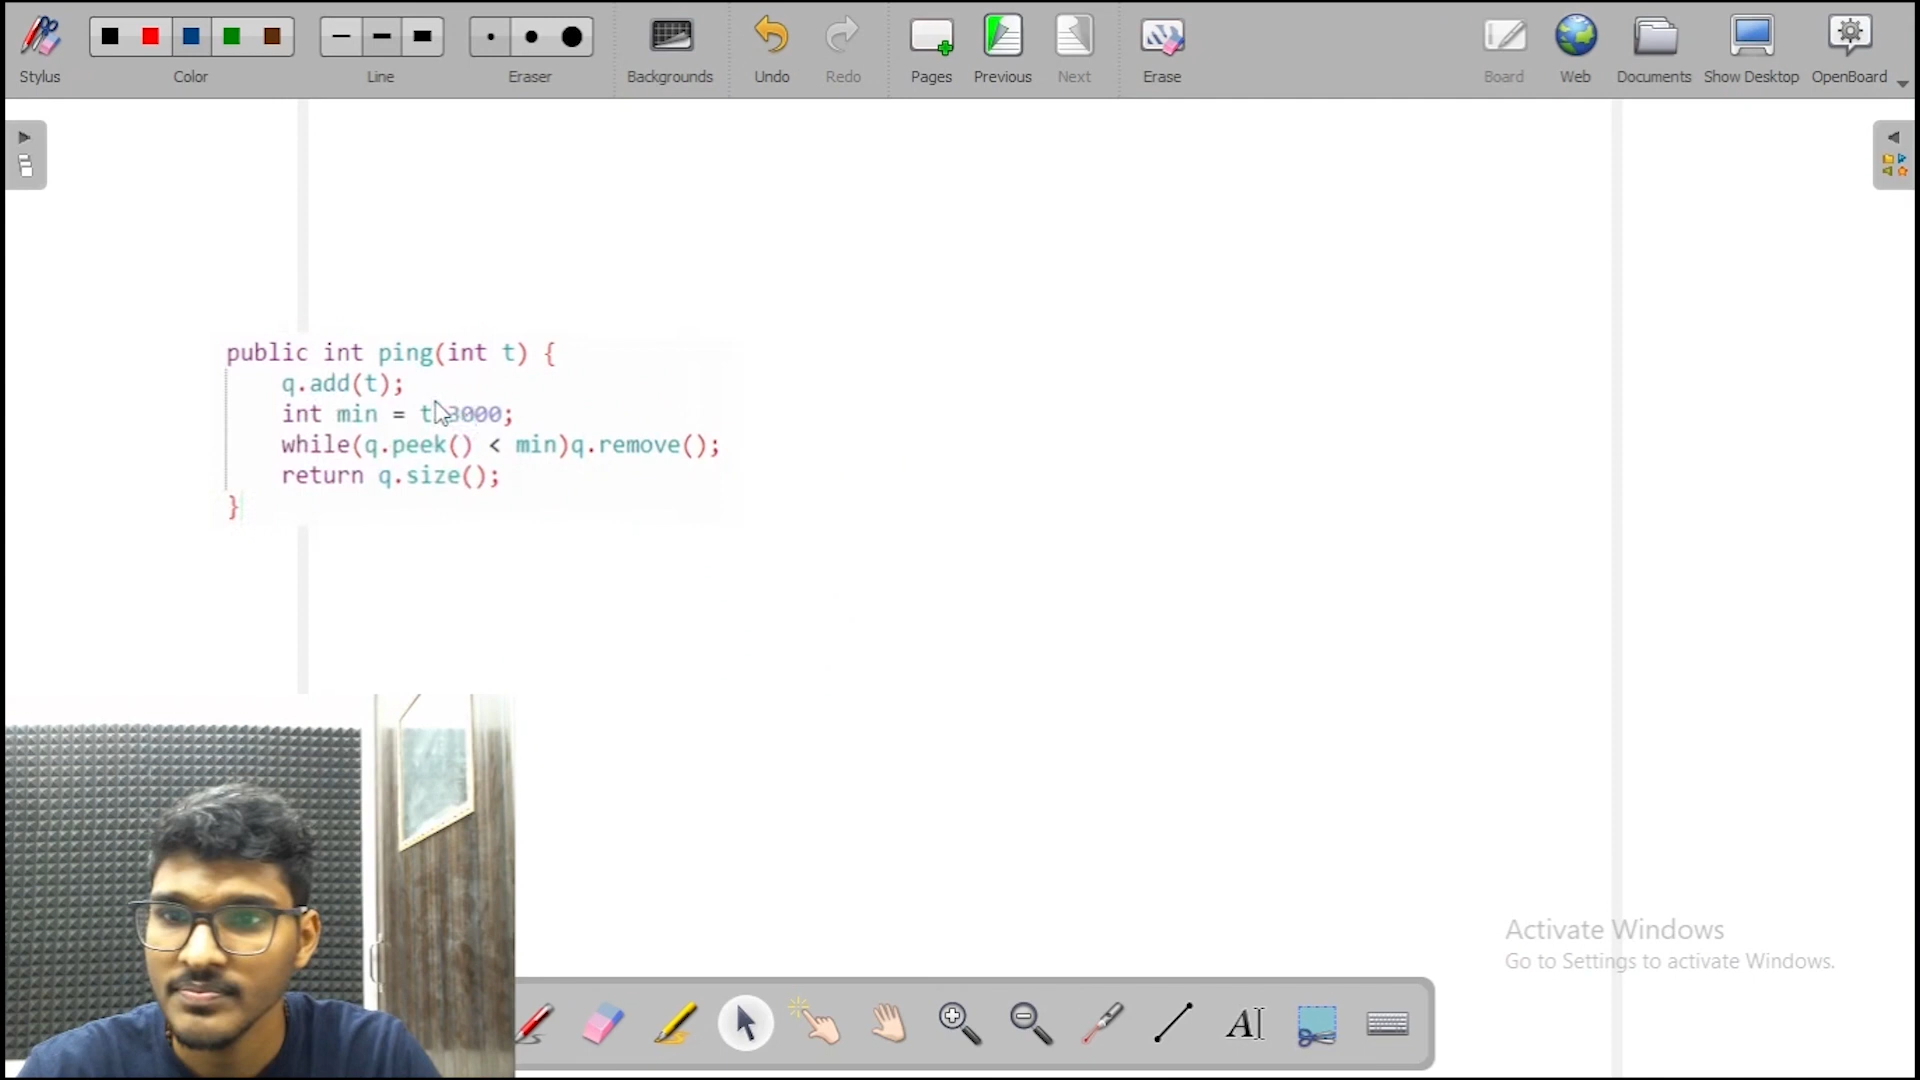 Stylus
Color
Line
Eraser
Backgrounds
Undo
Redo
Pages
Previous
Next
Erase
Board
Web
Documents
Show Desktop
OpenBoard
public int ping(int t) {
q.add(t);
int min = t 3000;
while(q.peek() < min)q.remove();
return q.size();
}
Activate Windows
Go to Settings to activate Windows.